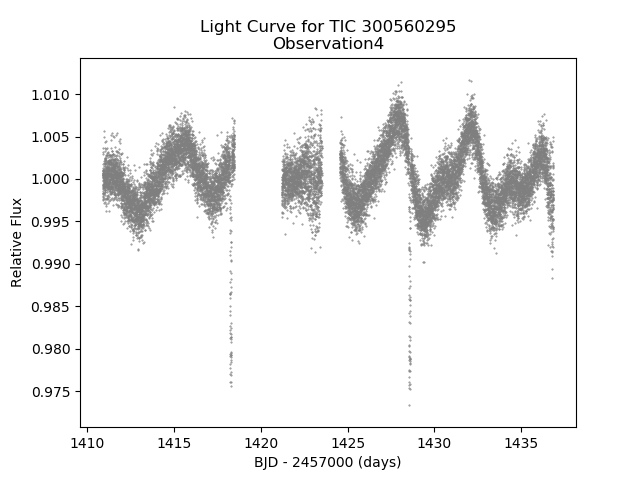 Light Curve for TIC 300560295
Observation4
1.010
1.005
1.000
0.995
0.990
0.985
0.980
0.975
Relative Flux
1410 1415 1420 1425 1430 1435
BJD - 2457000 (days)